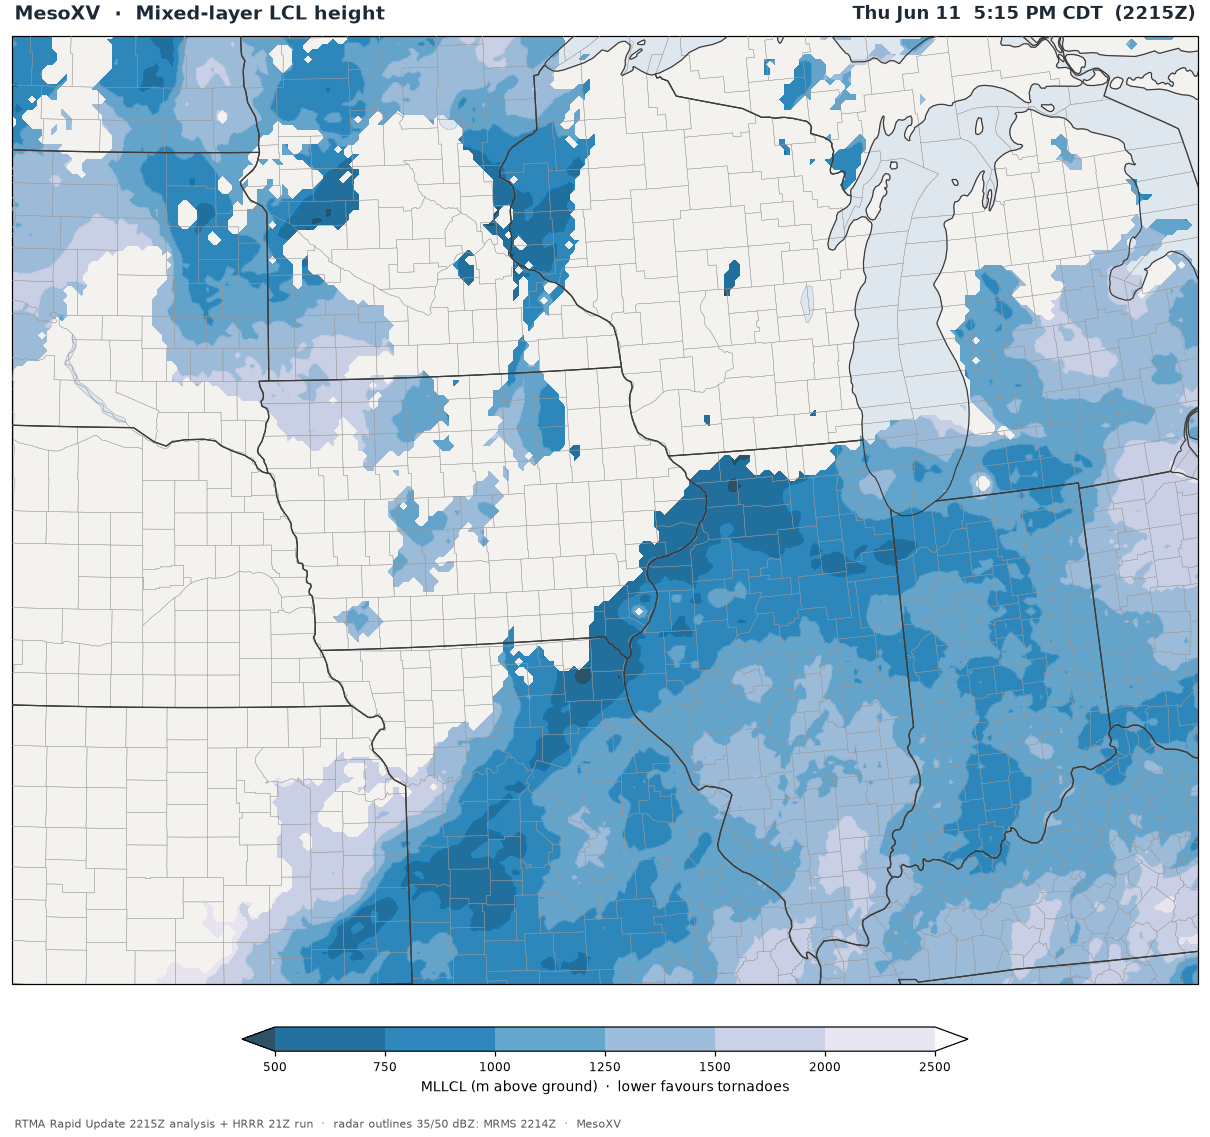 MesoXV · Mixed-layer LCL height
Thu Jun 11 5:15 PM CDT (2215Z)
500 750 1000 1250 1500 2000 2500
MLLCL (m above ground) · lower favours tornadoes
RTMA Rapid Update 2215Z analysis + HRRR 21Z run · radar outlines 35/50 dBZ: MRMS 2214Z · MesoXV